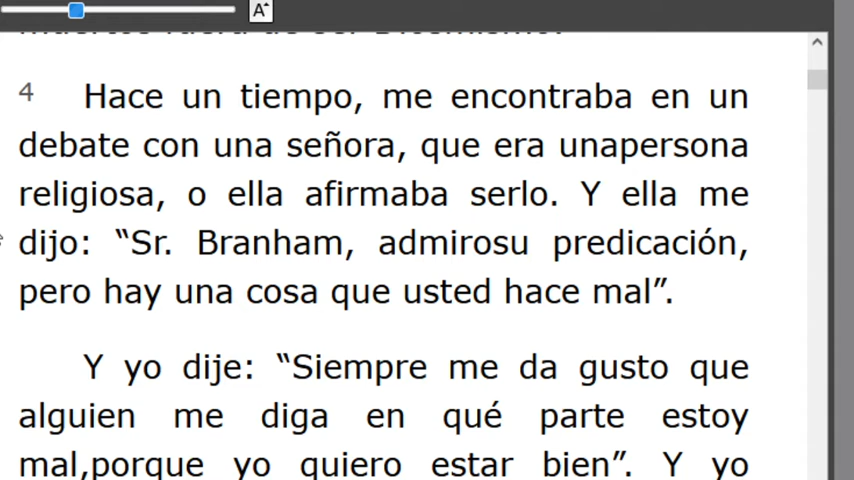 A
4 Hace un tiempo, me encontraba en un
debate con una señora, que era unapersona
religiosa, o ella afirmaba serlo. Y ella me
dijo: “Sr. Branham, admirosu predicación,
pero hay una cosa que usted hace mal”.
Y yo dije: “Siempre me da gusto que
alguien me diga en qué parte estoy
mal,porque yo quiero estar bien”. Y yo